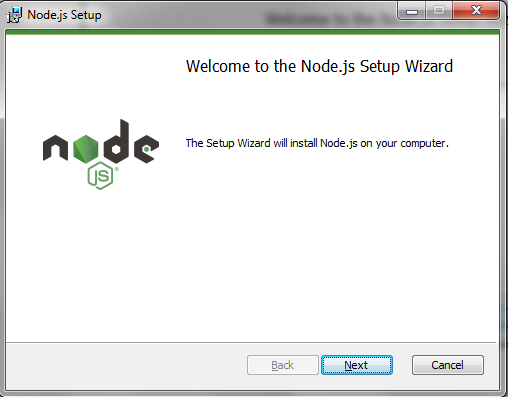 Node.js Setup
Welcome to the Node.js Setup Wizard
node
JS®
The Setup Wizard will install Node.js on your computer.
Back
Next
Cancel